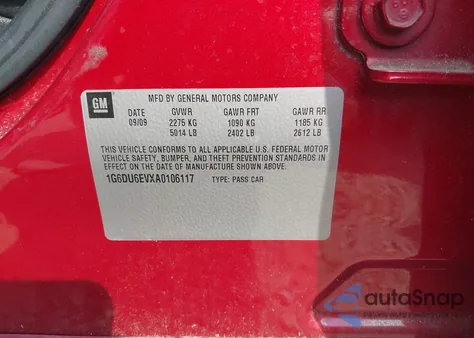 MFD BY GENERAL MOTORS COMPANY
GM
DATE GVWR GAWR FRT GAWR RR
09/09 2275 KG 1090 KG 1185 KG
5014 LB 2402 LB 2612 LB
THIS VEHICLE CONFORMS TO ALL APPLICABLE U.S. FEDERAL MOTOR
VEHICLE SAFETY, BUMPER, AND THEFT PREVENTION STANDARDS IN
EFFECT ON THE DATE OF MANUFACTURE SHOWN ABOVE.
1G6DU6EVXA0106117 TYPE: PASS CAR
autoSnap